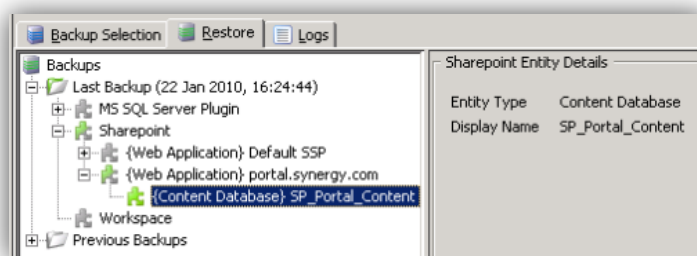 Backup Selection Restore Logs
Backups
Last Backup (22 Jan 2010, 16:24:44)
MS SQL Server Plugin
Sharepoint
{Web Application} Default SSP
{Web Application} portal.synergy.com
{Content Database} SP_Portal_Content
Workspace
Previous Backups
Sharepoint Entity Details
Entity Type Content Database
Display Name SP_Portal_Content